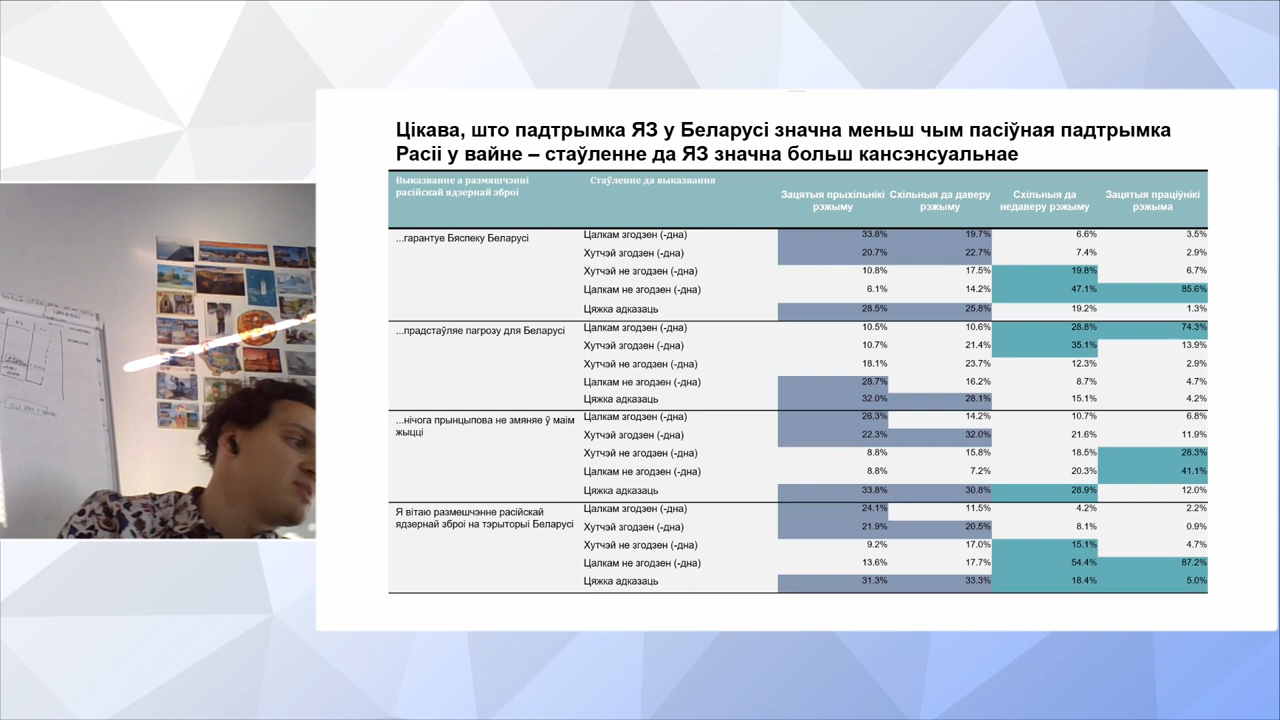 Цікава, што падтрымка ЯЗ у Беларусі значна меньш чым пасіўная падтрымка
Расіі у вайне – стаўленне да ЯЗ значна больш кансэнсуальнае
Выказванне а размяшчэнні
расійскай ядзернай зброі
Стаўленне да выказвання
Зацятыя прыхільнікі
рэжыму
Схільныя да даверу
рэжыму
Схільныя да
недаверу рэжыму
Зацятыя праціўнікі
рэжыма
...гарантуе Бяспеку Беларусі
Цалкам згодзен (-дна) 33.8% 19.7% 6.6% 3.5%
Хутчэй згодзен (-дна) 20.7% 22.7% 7.4% 2.9%
Хутчэй не згодзен (-дна) 10.8% 17.5% 19.8% 6.7%
Цалкам не згодзен (-дна) 6.1% 14.2% 47.1% 85.6%
Цяжка адказаць 28.5% 25.8% 19.2% 1.3%
...прадстаўляе пагрозу для Беларусі
Цалкам згодзен (-дна) 10.5% 10.6% 28.8% 74.3%
Хутчэй згодзен (-дна) 10.7% 21.4% 35.1% 13.9%
Хутчэй не згодзен (-дна) 18.1% 23.7% 12.3% 2.9%
Цалкам не згодзен (-дна) 28.7% 16.2% 8.7% 4.7%
Цяжка адказаць 32.0% 28.1% 15.1% 4.2%
...нічога прынцыпова не змяняе ў маім
жыцці
Цалкам згодзен (-дна) 26.3% 14.2% 10.7% 6.8%
Хутчэй згодзен (-дна) 22.3% 32.0% 21.6% 11.9%
Хутчэй не згодзен (-дна) 8.8% 15.8% 18.5% 28.3%
Цалкам не згодзен (-дна) 8.8% 7.2% 20.3% 41.1%
Цяжка адказаць 33.8% 30.8% 28.9% 12.0%
Я вітаю размешчэнне расійскай
ядзернай зброі на тэрыторыі Беларусі
Цалкам згодзен (-дна) 24.1% 11.5% 4.2% 2.2%
Хутчэй згодзен (-дна) 21.9% 20.5% 8.1% 0.9%
Хутчэй не згодзен (-дна) 9.2% 17.0% 15.1% 4.7%
Цалкам не згодзен (-дна) 13.6% 17.7% 54.4% 87.2%
Цяжка адказаць 31.3% 33.3% 18.4% 5.0%